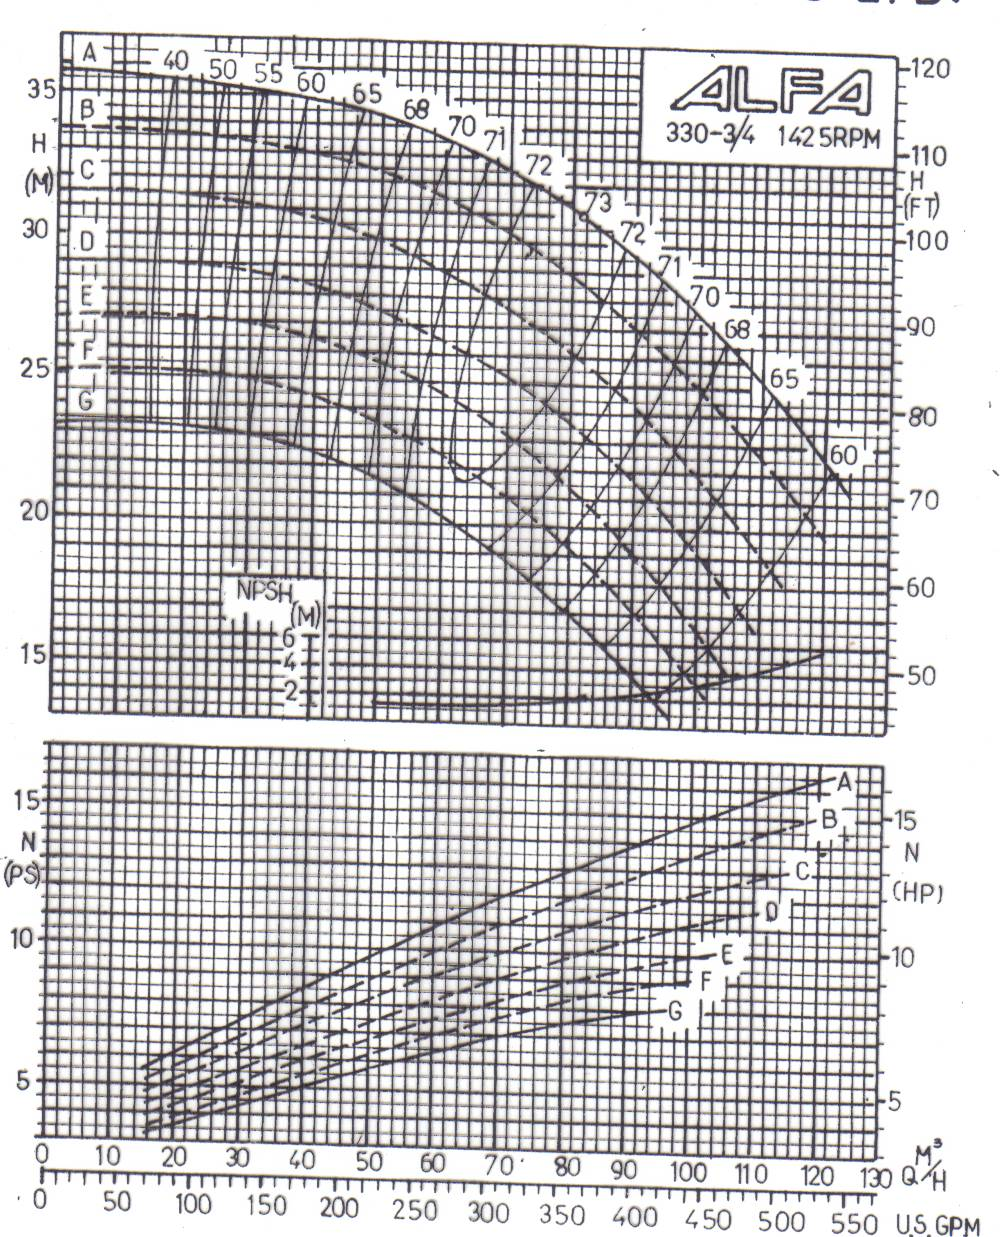 ALFA
330-3/4 1425RPM
A
B
C
D
E
F
G
40 50 55 60 65 68 70 71 72 73 72 71 70 68 65 60
35
H
(M)
30
25
20
15
120
110
H
(FT)
100
90
80
70
60
50
NPSH
(M)
6
4
2
15
N
(PS)
10
5
A
B
C
D
E
F
G
15
N
(HP)
10
5
0 10 20 30 40 50 60 70 80 90 100 110 120 130 Q M³/H
0 50 100 150 200 250 300 350 400 450 500 550 U.S.GPM